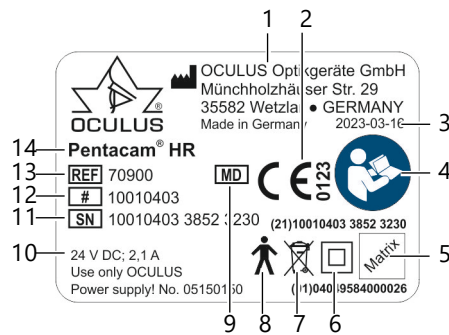 1
2
OCULUS Optikgeräte GmbH
Münchholzhäuser Str. 29
35582 Wetzlar ● GERMANY
Made in Germany
2023-03-16
3
OCULUS
®
14
Pentacam® HR
13
REF 70900
MD
CE
0123
4
12
# 10010403
11
SN 10010403 3852 3230
(21)10010403 3852 3230
10
24 V DC; 2,1 A
Use only OCULUS
Power supply! No. 05150150
Matrix
5
(01)04049584000026
9
8
7
6